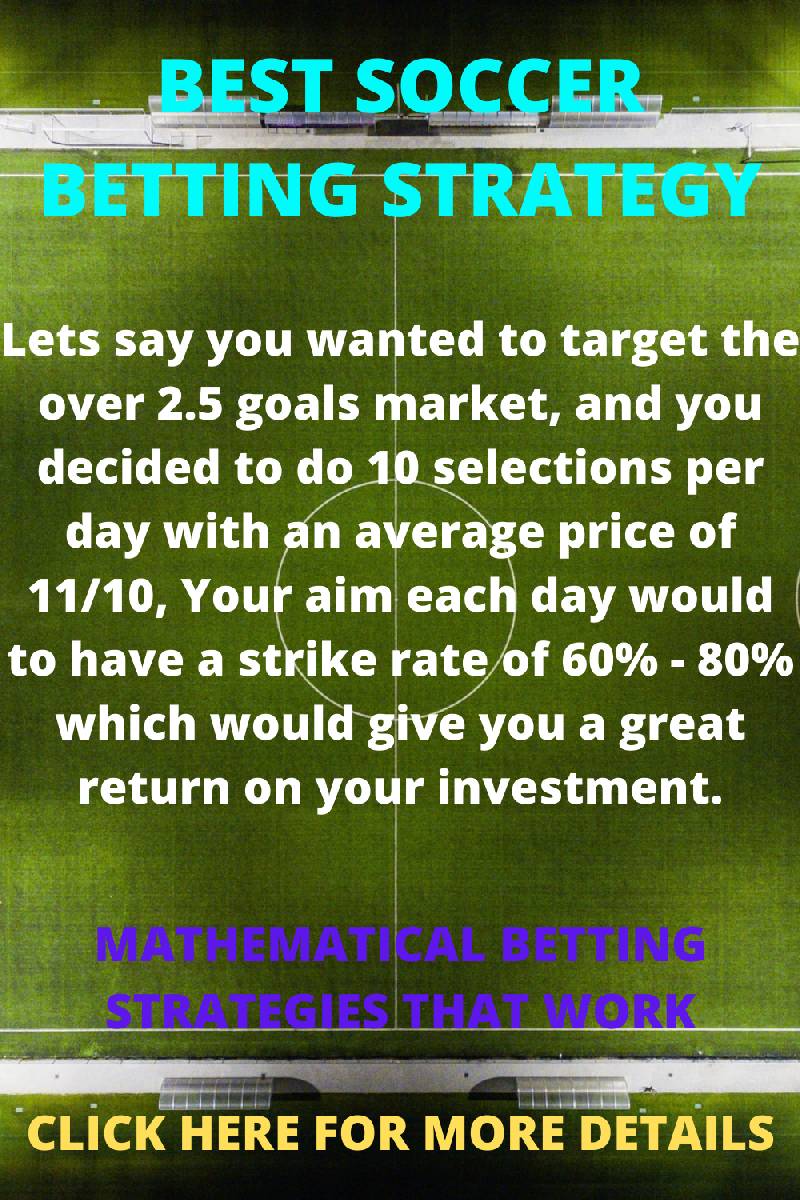 BEST SOCCER
BETTING STRATEGY
Lets say you wanted to target the
over 2.5 goals market, and you
decided to do 10 selections per
day with an average price of
11/10, Your aim each day would
to have a strike rate of 60% - 80%
which would give you a great
return on your investment.
MATHEMATICAL BETTING
STRATEGIES THAT WORK
CLICK HERE FOR MORE DETAILS